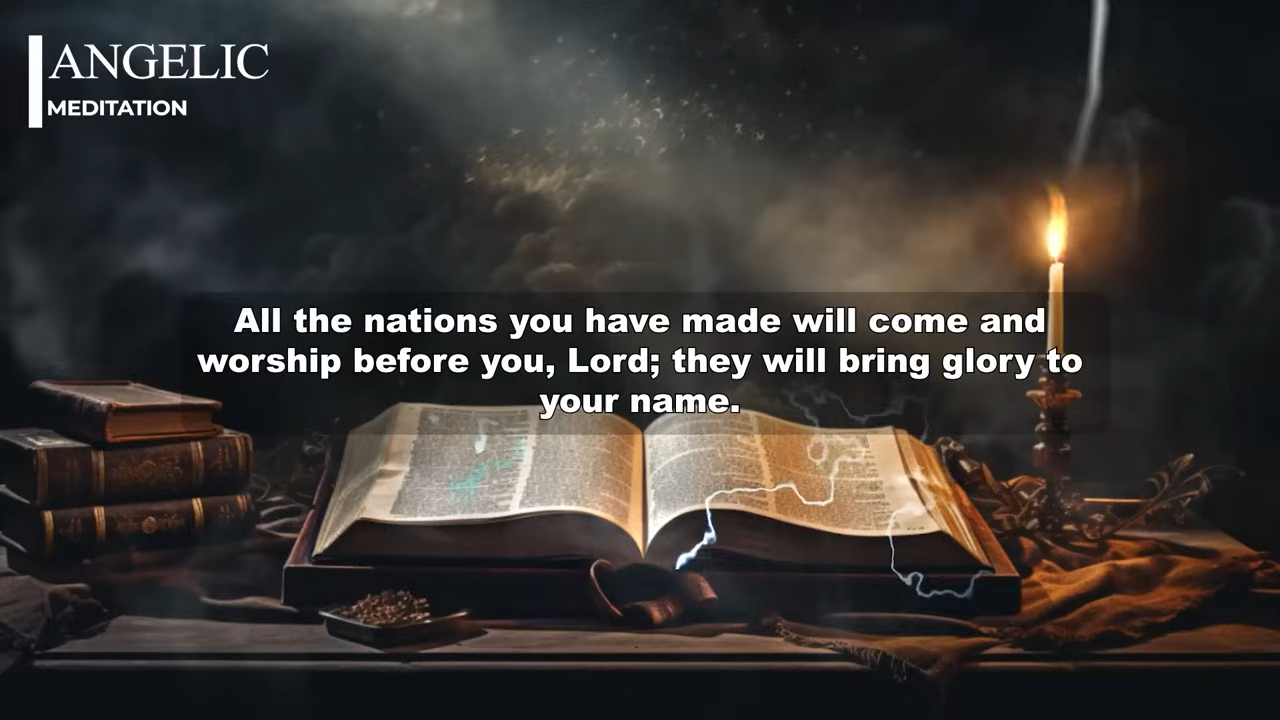 ANGELIC
MEDITATION
All the nations you have made will come and
worship before you, Lord; they will bring glory to
your name.